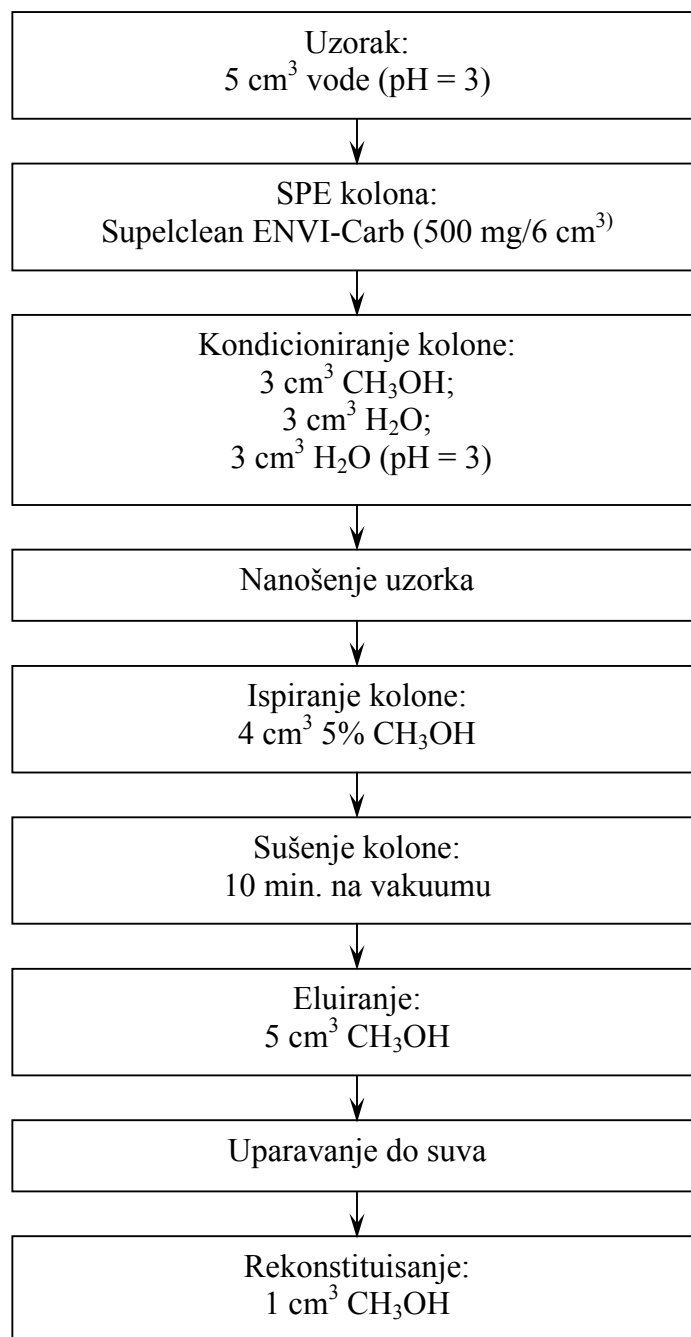 Uzorak:
5 cm³ vode (pH = 3)
SPE kolona:
Supelclean ENVI-Carb (500 mg/6 cm³⁾
Kondicioniranje kolone:
3 cm³ CH₃OH;
3 cm³ H₂O;
3 cm³ H₂O (pH = 3)
Nanošenje uzorka
Ispiranje kolone:
4 cm³ 5% CH₃OH
Sušenje kolone:
10 min. na vakuumu
Eluiranje:
5 cm³ CH₃OH
Uparavanje do suva
Rekonstituisanje:
1 cm³ CH₃OH